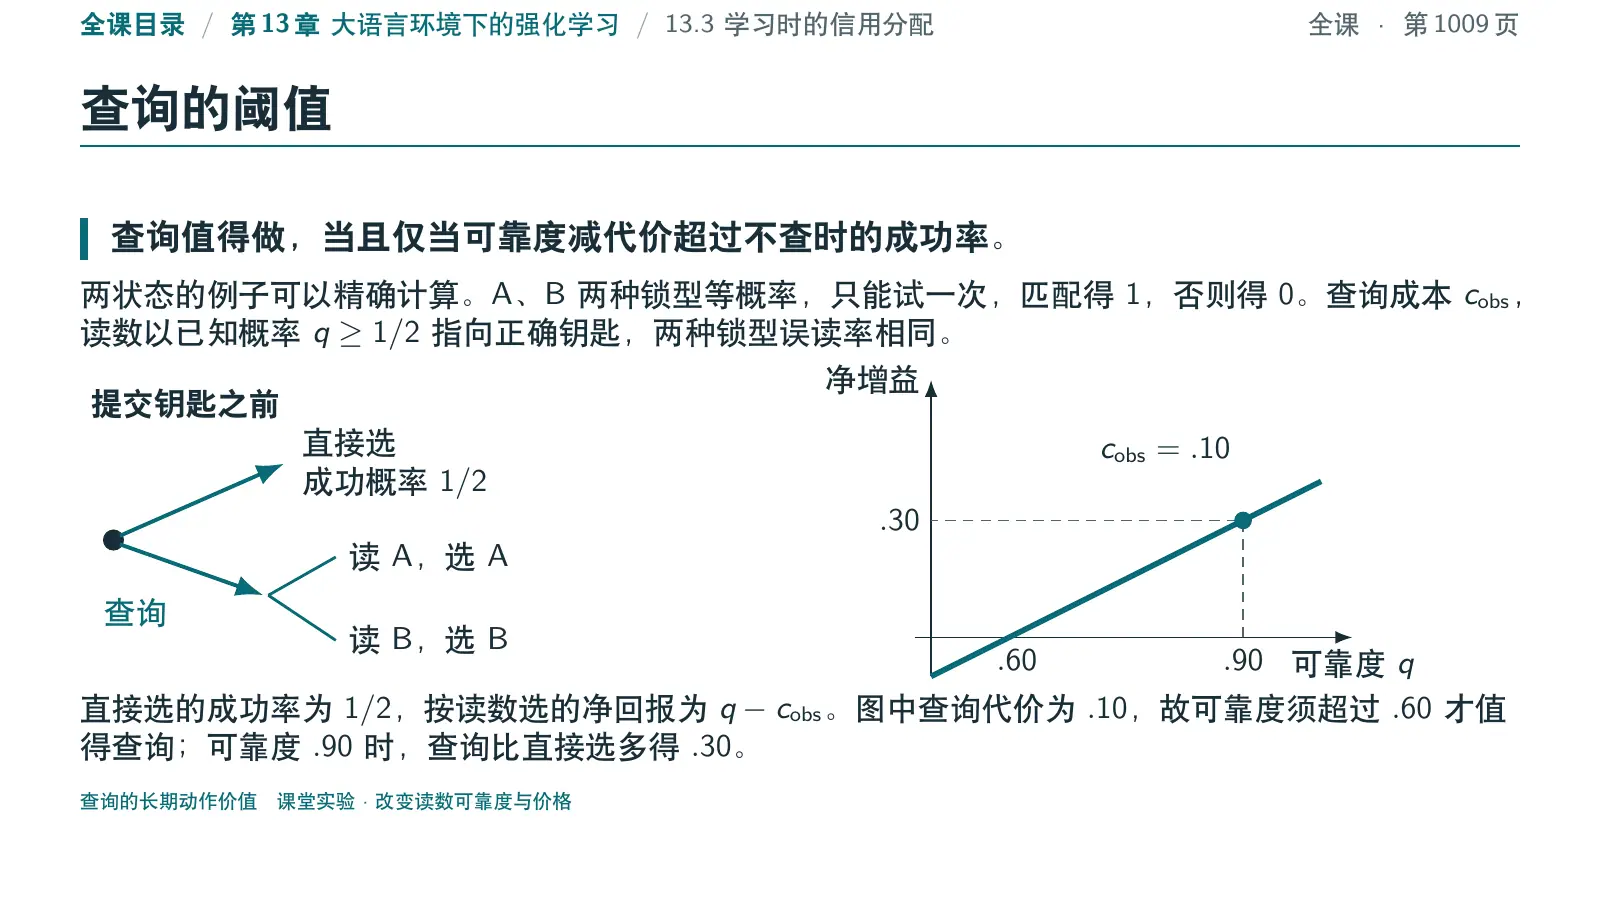 全课目录 / 第13章 大语言环境下的强化学习 / 13.3 学习时的信用分配
全课 · 第1009页
查询的阈值
查询值得做，当且仅当可靠度减代价超过不查时的成功率。
两状态的例子可以精确计算。A、B 两种锁型等概率，只能试一次，匹配得 1，否则得 0。查询成本 c_obs，
读数以已知概率 q ≥ 1/2 指向正确钥匙，两种锁型误读率相同。
提交钥匙之前
直接选
成功概率 1/2
读 A，选 A
查询
读 B，选 B
净增益
c_obs = .10
.30
.60
.90
可靠度 q
直接选的成功率为 1/2，按读数选的净回报为 q − c_obs。图中查询代价为 .10，故可靠度须超过 .60 才值
得查询；可靠度 .90 时，查询比直接选多得 .30。
查询的长期动作价值 课堂实验 · 改变读数可靠度与价格